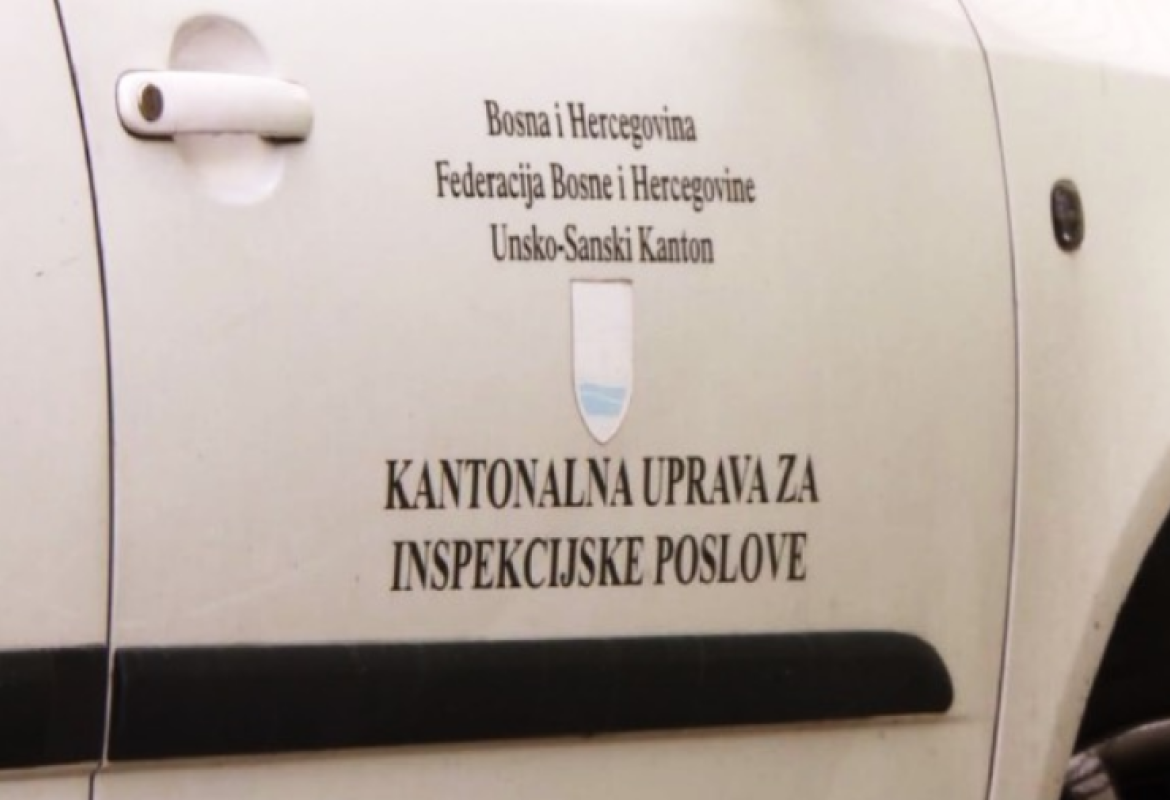 Bosna i Hercegovina
Federacija Bosne i Hercegovine
Unsko-Sanski Kanton
KANTONALNA UPRAVA ZA
INSPEKCIJSKE POSLOVE